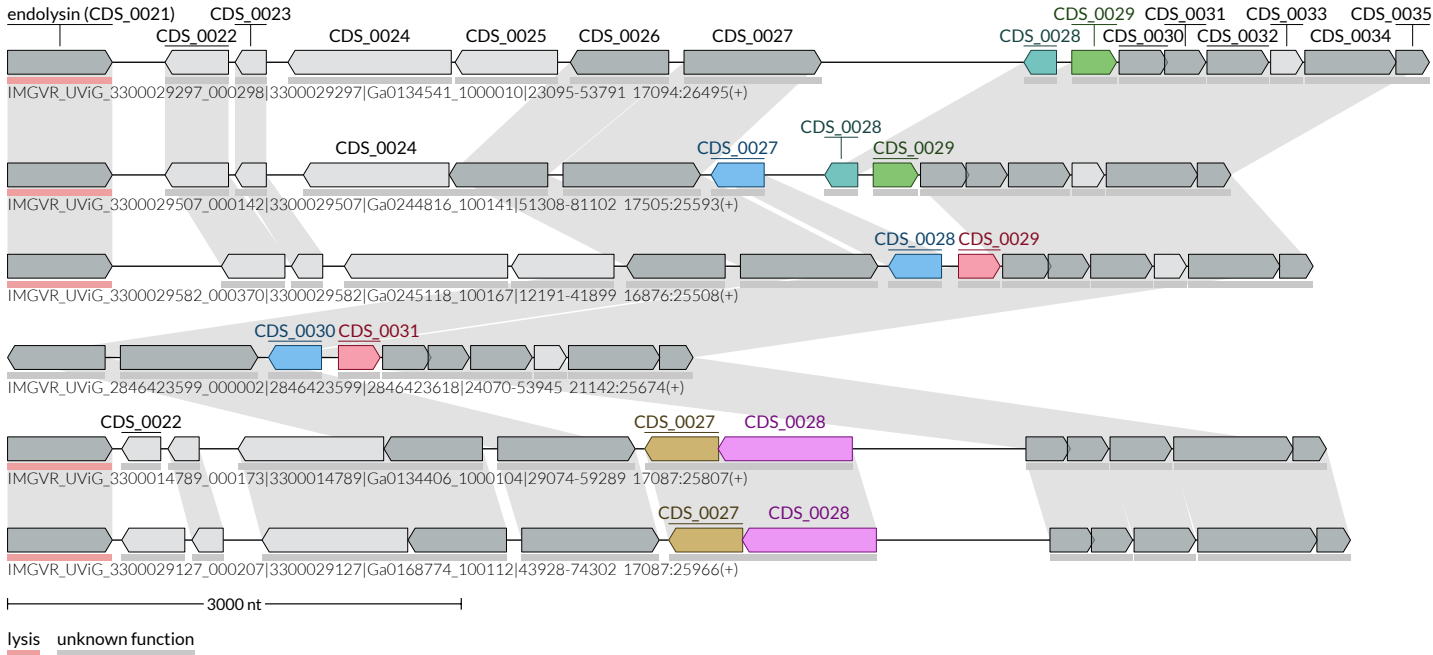 endolysin (CDS_0021) CDS_0023 CDS_0029 CDS_0031 CDS_0033 CDS_0035
CDS_0022 CDS_0024 CDS_0025 CDS_0026 CDS_0027 CDS_0028 CDS_0030 CDS_0032 CDS_0034
IMGVR_UViG_3300029297_000298|3300029297|Ga0134541_1000010|23095-53791 17094:26495(+)
CDS_0028
CDS_0024 CDS_0027 CDS_0029
IMGVR_UViG_3300029507_000142|3300029507|Ga0244816_100141|51308-81102 17505:25593(+)
CDS_0028 CDS_0029
IMGVR_UViG_3300029582_000370|3300029582|Ga0245118_100167|12191-41899 16876:25508(+)
CDS_0030 CDS_0031
IMGVR_UViG_2846423599_000002|2846423599|2846423618|24070-53945 21142:25674(+)
CDS_0022 CDS_0027 CDS_0028
IMGVR_UViG_3300014789_000173|3300014789|Ga0134406_1000104|29074-59289 17087:25807(+)
CDS_0027 CDS_0028
IMGVR_UViG_3300029127_000207|3300029127|Ga0168774_100112|43928-74302 17087:25966(+)
3000 nt
lysis unknown function